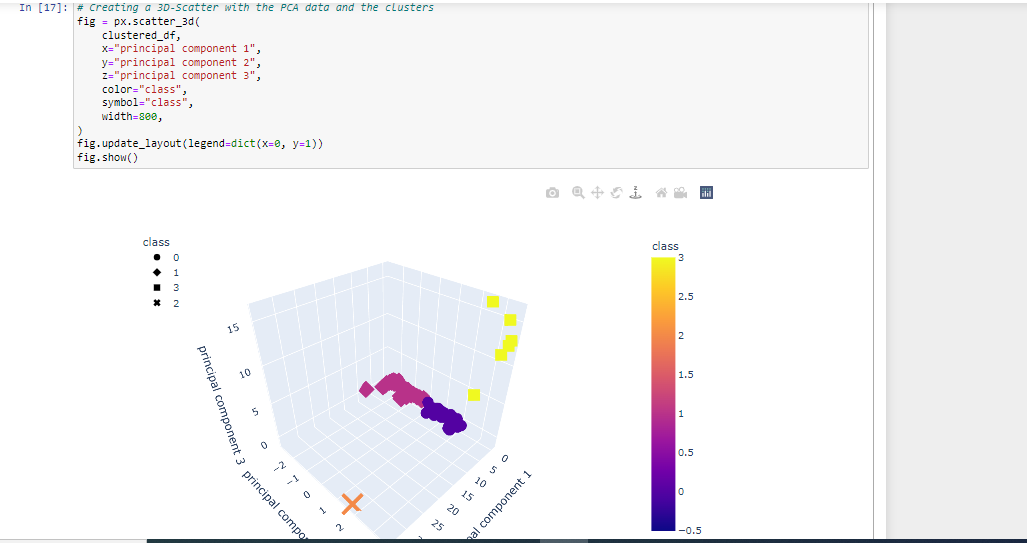 In [17]: # Creating a 3D-Scatter with the PCA data and the clusters
fig = px.scatter_3d(
clustered_df,
x="principal component 1",
y="principal component 2",
z="principal component 3",
color="class",
symbol="class",
width=800,
)
fig.update_layout(legend=dict(x=0, y=1))
fig.show()
class
0
1
3
2
class
3
2.5
2
1.5
1
0.5
0
−0.5
15
10
5
0
principal component 3
−2
−1
0
1
2
principal compo
0
5
10
15
20
25
al component 1